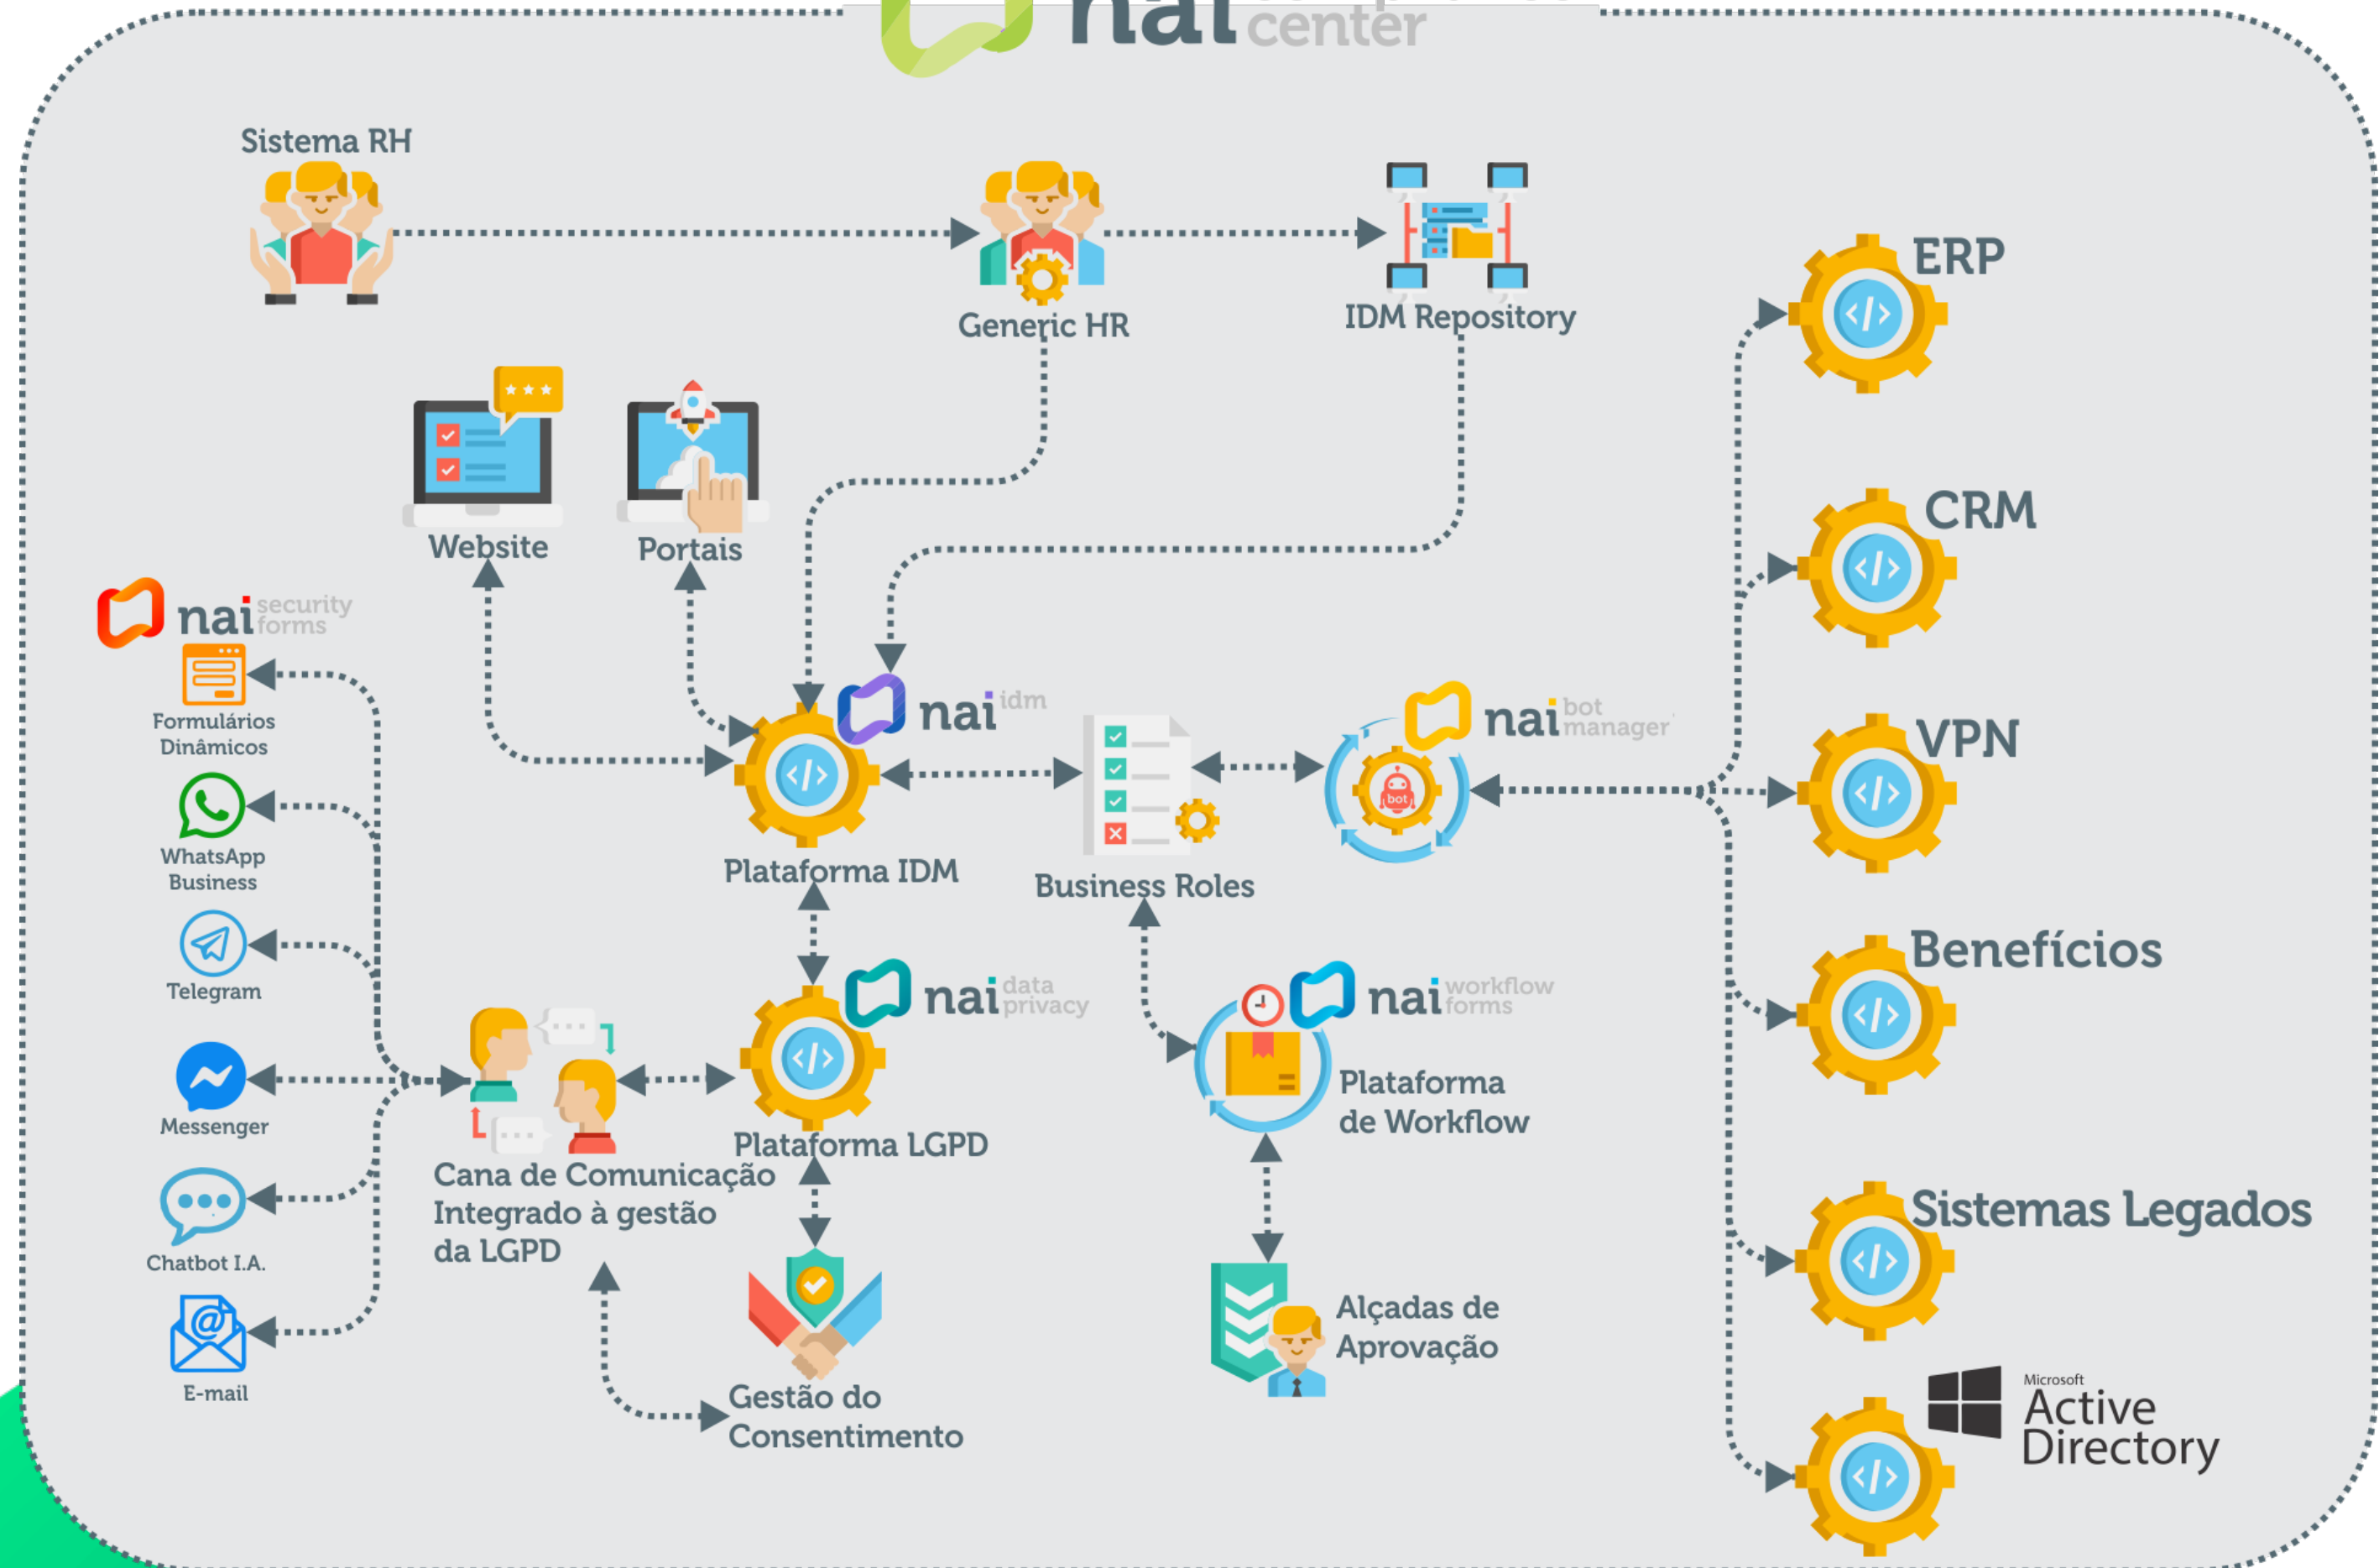 nai
center
Sistema RH
Generic HR
IDM Repository
ERP
CRM
VPN
Benefícios
Sistemas Legados
Microsoft
Active
Directory
Website
Portais
nai security
forms
Formulários
Dinâmicos
WhatsApp
Business
Telegram
Messenger
Chatbot I.A.
E-mail
nai idm
Plataforma IDM
Business Roles
nai bot
manager
bot
nai data
privacy
Plataforma LGPD
Cana de Comunicação
Integrado à gestão
da LGPD
Gestão do
Consentimento
nai workflow
forms
Plataforma
de Workflow
Alçadas de
Aprovação